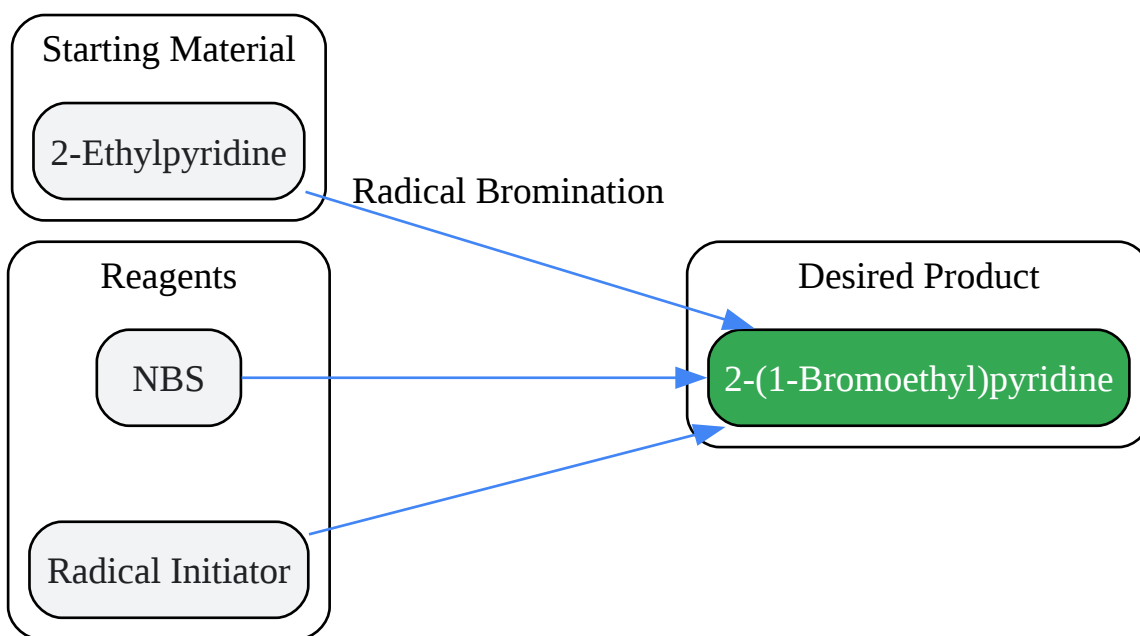 Starting Material
2-Ethylpyridine
Radical Bromination
Reagents
NBS
Radical Initiator
Desired Product
2-(1-Bromoethyl)pyridine